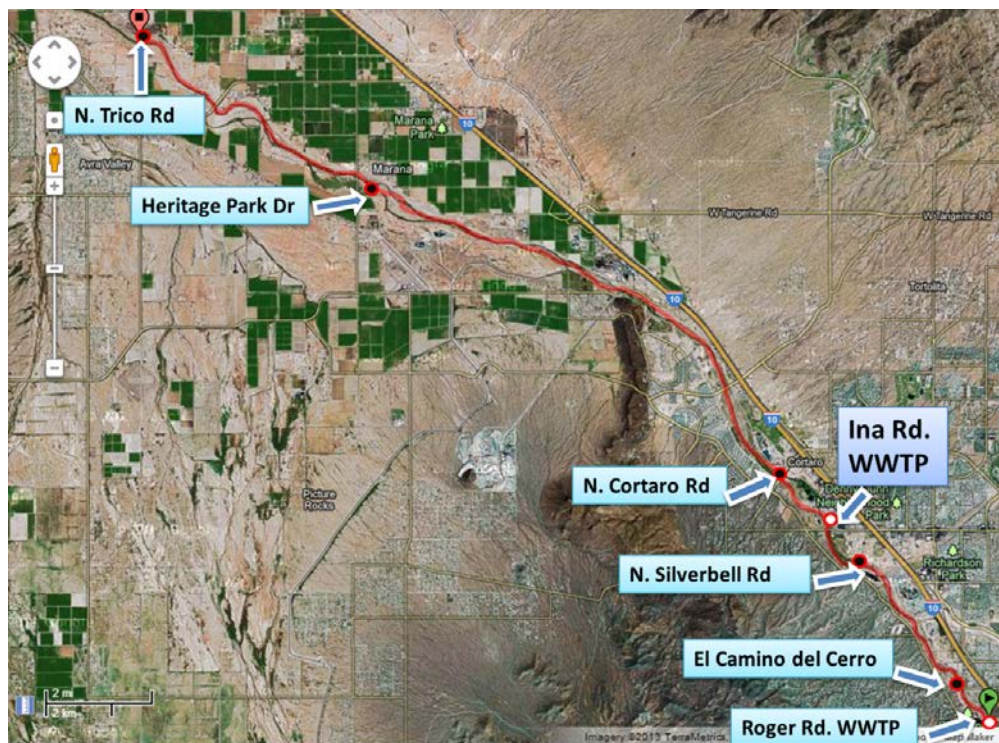 N. Trico Rd
Marana
Park
10
Avra Valley
Marana
Heritage Park Dr
W Tangerine Rd
W Tangerine Rd
10
Tortolita
10
Ina Rd.
WWTP
Cortaro
N. Cortaro Rd
Picture
Rocks
Park
N. Silverbell Rd
Richardson
Park
10
El Camino del Cerro
2 mi
2 km
Roger Rd. WWTP
Imagery ©2013 TerraMetrics,